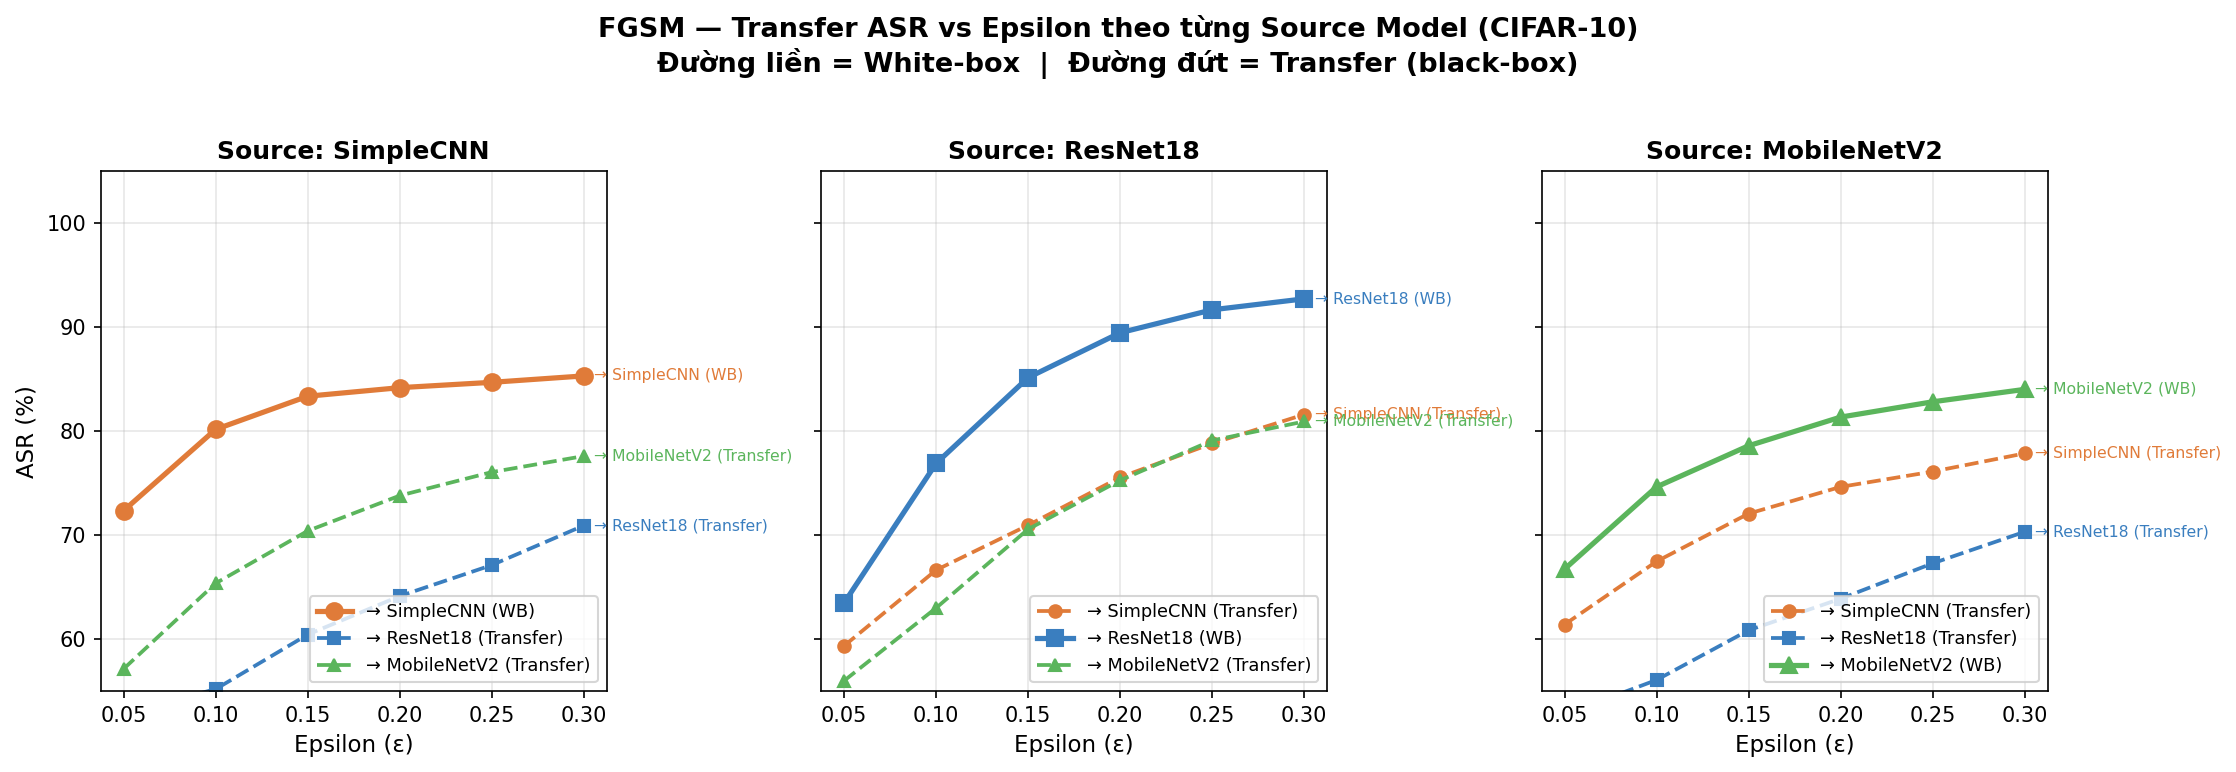 FGSM — Transfer ASR vs Epsilon theo từng Source Model (CIFAR-10)
Đường liền = White-box | Đường đứt = Transfer (black-box)
Source: SimpleCNN
ASR (%)
100
90
80
70
60
→ SimpleCNN (WB)
→ MobileNetV2 (Transfer)
→ ResNet18 (Transfer)
→ SimpleCNN (WB)
→ ResNet18 (Transfer)
→ MobileNetV2 (Transfer)
0.05 0.10 0.15 0.20 0.25 0.30
Epsilon (ε)
Source: ResNet18
→ ResNet18 (WB)
→ SimpleCNN (Transfer)
→ MobileNetV2 (Transfer)
→ SimpleCNN (Transfer)
→ ResNet18 (WB)
→ MobileNetV2 (Transfer)
0.05 0.10 0.15 0.20 0.25 0.30
Epsilon (ε)
Source: MobileNetV2
→ MobileNetV2 (WB)
→ SimpleCNN (Transfer)
→ ResNet18 (Transfer)
→ SimpleCNN (Transfer)
→ ResNet18 (Transfer)
→ MobileNetV2 (WB)
0.05 0.10 0.15 0.20 0.25 0.30
Epsilon (ε)